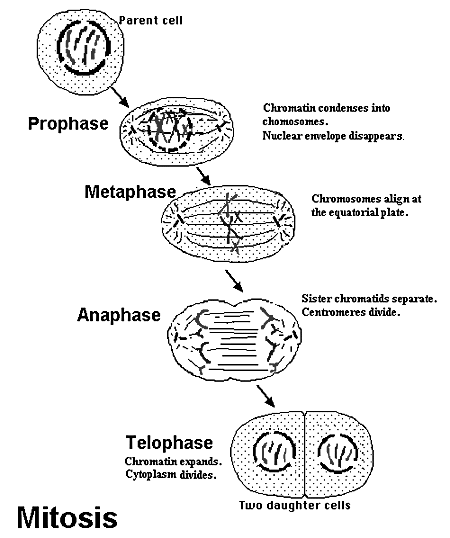 Parent cell
Prophase
Chromatin condenses into
chomosomes.
Nuclear envelope disappears.
Metaphase
Chromosomes align at
the equatorial plate.
Anaphase
Sister chromatids separate.
Centromeres divide.
Telophase
Chromatin expands.
Cytoplasm divides.
Two daughter cells
Mitosis